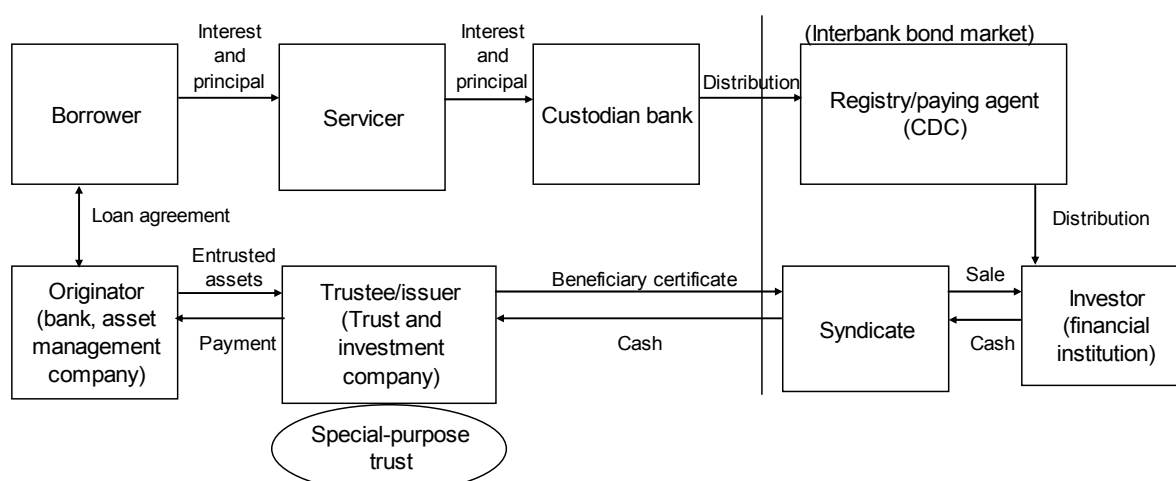 (Interbank bond market)
Interest
and
principal
Interest
and
principal
Borrower
Servicer
Custodian bank
Distribution
Registry/paying agent
(CDC)
Loan agreement
Distribution
Entrusted
assets
Originator
(bank, asset
management
company)
Payment
Trustee/issuer
(Trust and
investment
company)
Beneficiary certificate
Cash
Syndicate
Sale
Cash
Investor
(financial
institution)
Special-purpose
trust